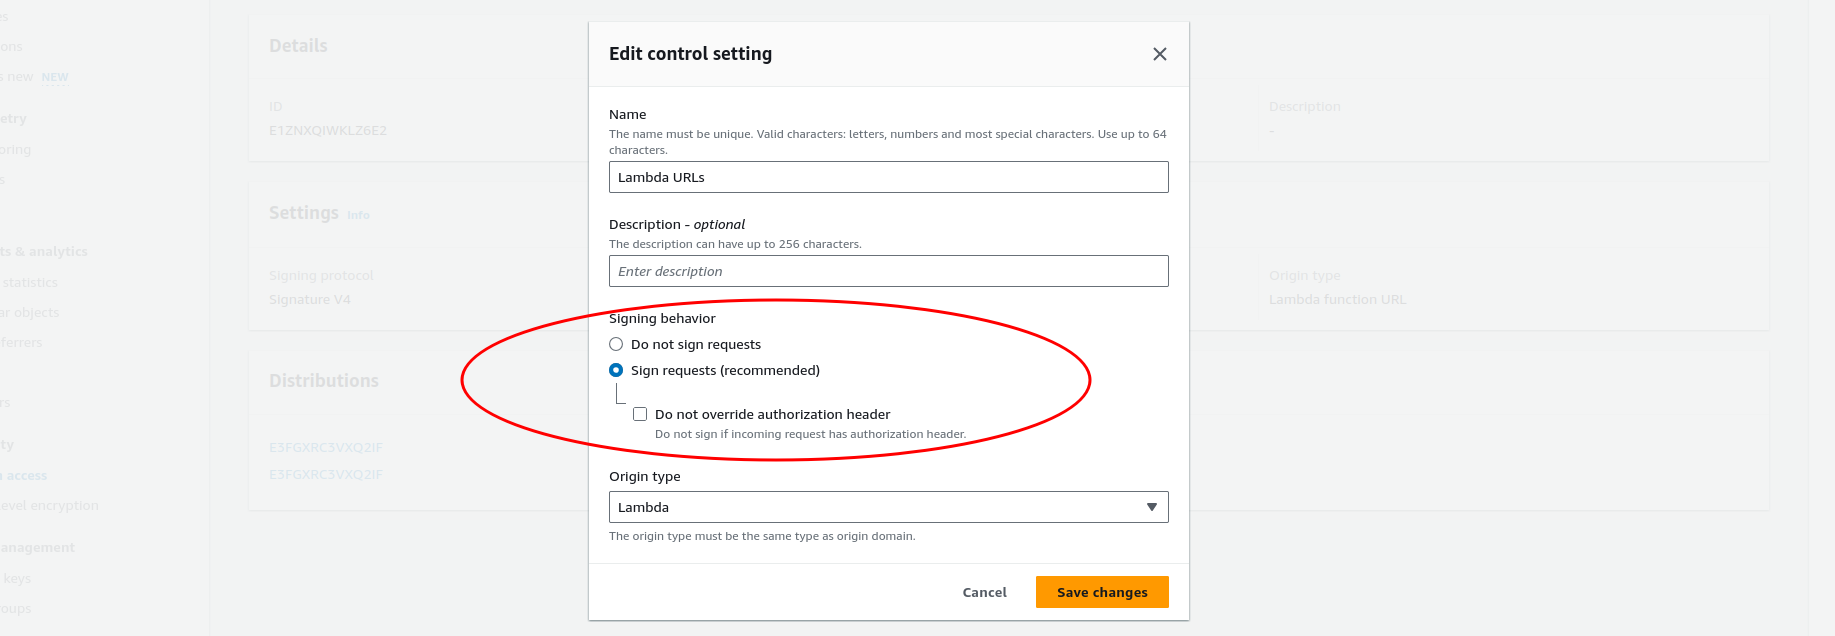 Details
NEW
ID
E1ZNXQIWKLZ6E2
Description
-
Settings Info
Signing protocol
Signature V4
Origin type
Lambda function URL
Distributions
E3FGXRC3VXQ2IF
E3FGXRC3VXQ2IF
ons
s new
etry
oring
ts & analytics
statistics
ar objects
ferrers
rs
ty
access
evel encryption
anagement
keys
oups
Edit control setting
Name
The name must be unique. Valid characters: letters, numbers and most special characters. Use up to 64
characters.
Lambda URLs
Description - optional
The description can have up to 256 characters.
Enter description
Signing behavior
Do not sign requests
Sign requests (recommended)
Do not override authorization header
Do not sign if incoming request has authorization header.
Origin type
Lambda
The origin type must be the same type as origin domain.
Cancel
Save changes